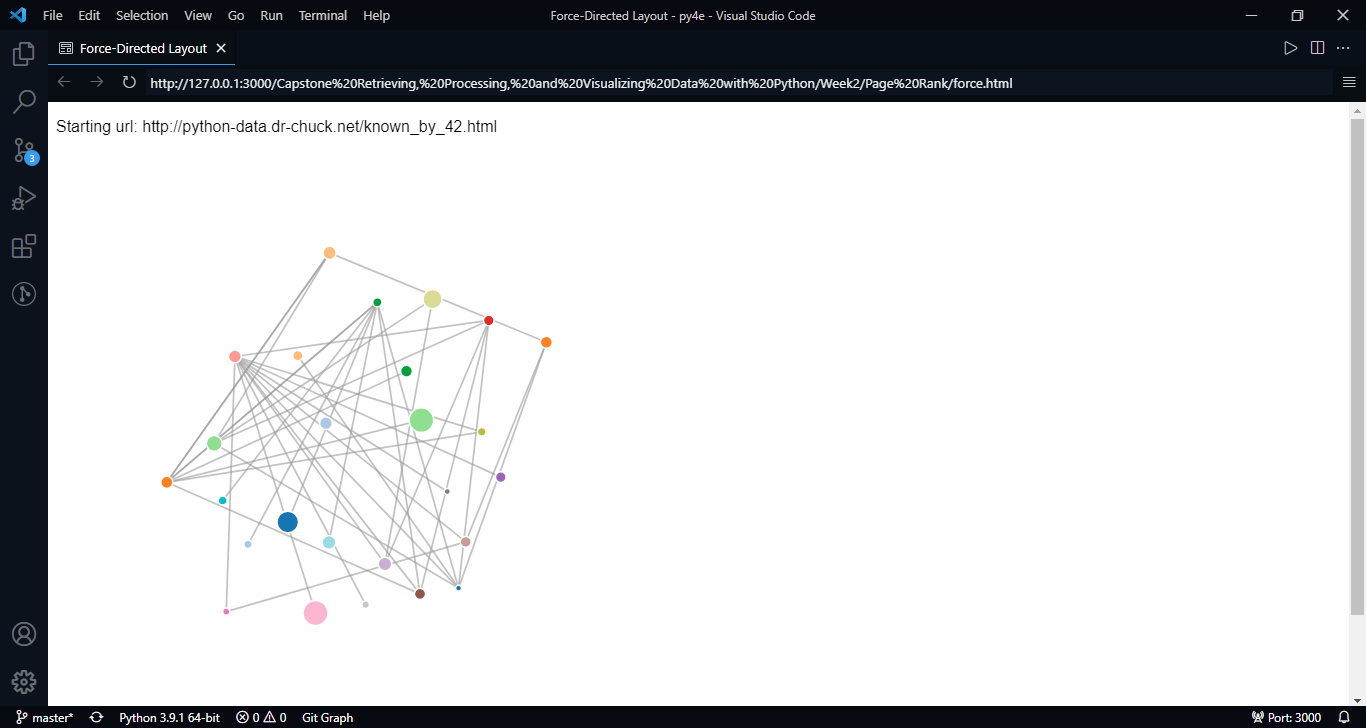 File Edit Selection View Go Run Terminal Help Force-Directed Layout - py4e - Visual Studio Code
Force-Directed Layout
http://127.0.0.1:3000/Capstone%20Retrieving,%20Processing,%20and%20Visualizing%20Data%20with%20Python/Week2/Page%20Rank/force.html
Starting url: http://python-data.dr-chuck.net/known_by_42.html
3
master* Python 3.9.1 64-bit 0 0 Git Graph Port: 3000